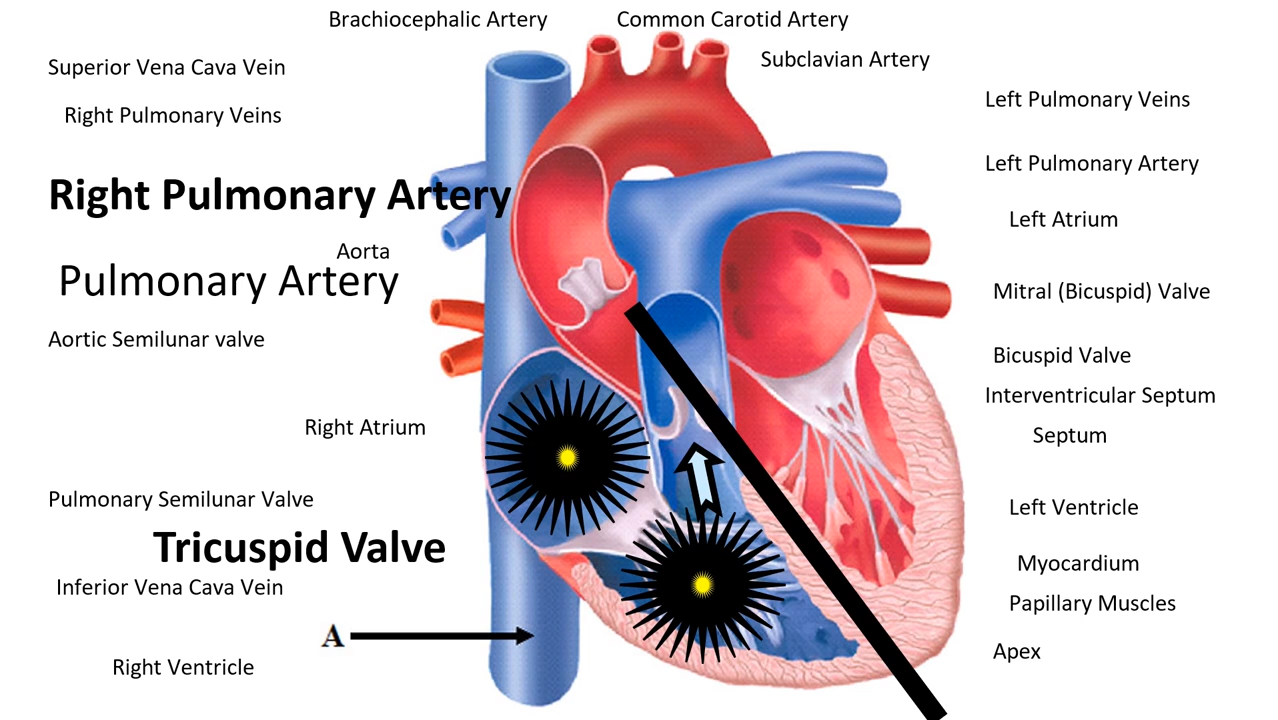 Brachiocephalic Artery
Common Carotid Artery
Subclavian Artery
Superior Vena Cava Vein
Right Pulmonary Veins
Right Pulmonary Artery
Aorta
Pulmonary Artery
Aortic Semilunar valve
Right Atrium
Pulmonary Semilunar Valve
Tricuspid Valve
Inferior Vena Cava Vein
A
Right Ventricle
Left Pulmonary Veins
Left Pulmonary Artery
Left Atrium
Mitral (Bicuspid) Valve
Bicuspid Valve
Interventricular Septum
Septum
Left Ventricle
Myocardium
Papillary Muscles
Apex